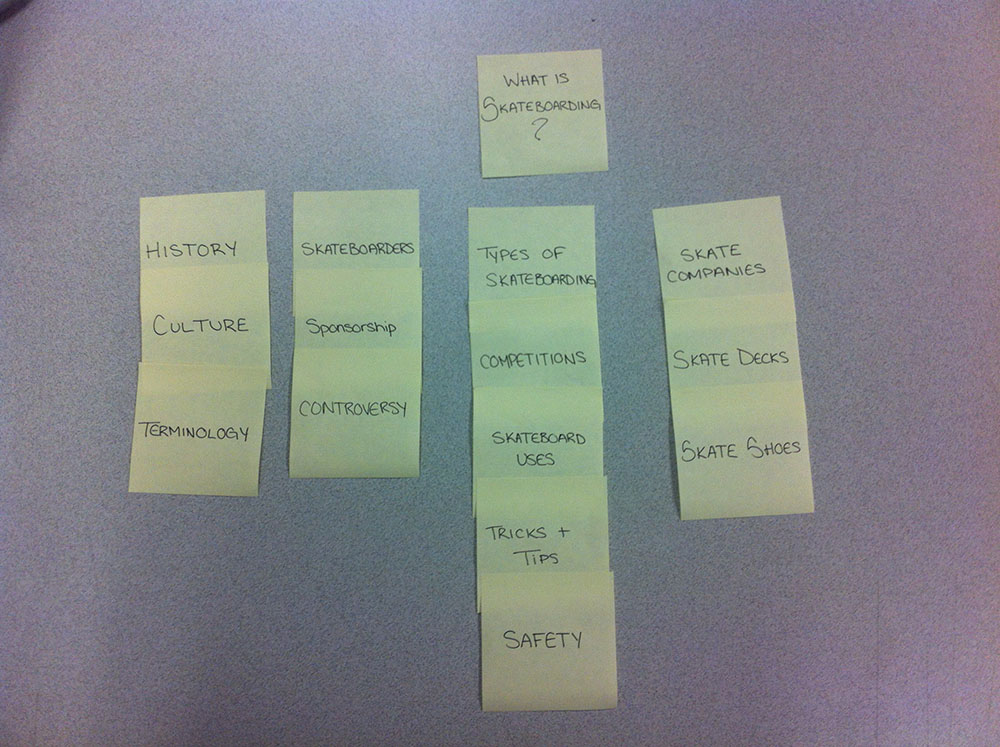 WHAT IS
SKATEBOARDING
?
HISTORY
CULTURE
TERMINOLOGY
SKATEBOARDERS
Sponsorship
CONTROVERSY
TYPES OF
SKATEBOARDING
COMPETITIONS
SKATEBOARD
USES
TRICKS +
TIPS
SAFETY
SKATE
COMPANIES
SKATE DECKS
SKATE SHOES